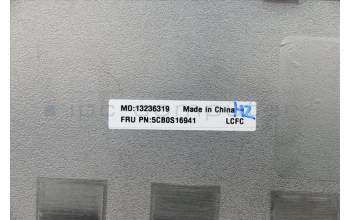 MO:13236319 Made in China
FRU PN:5CB0S16941 LCFC